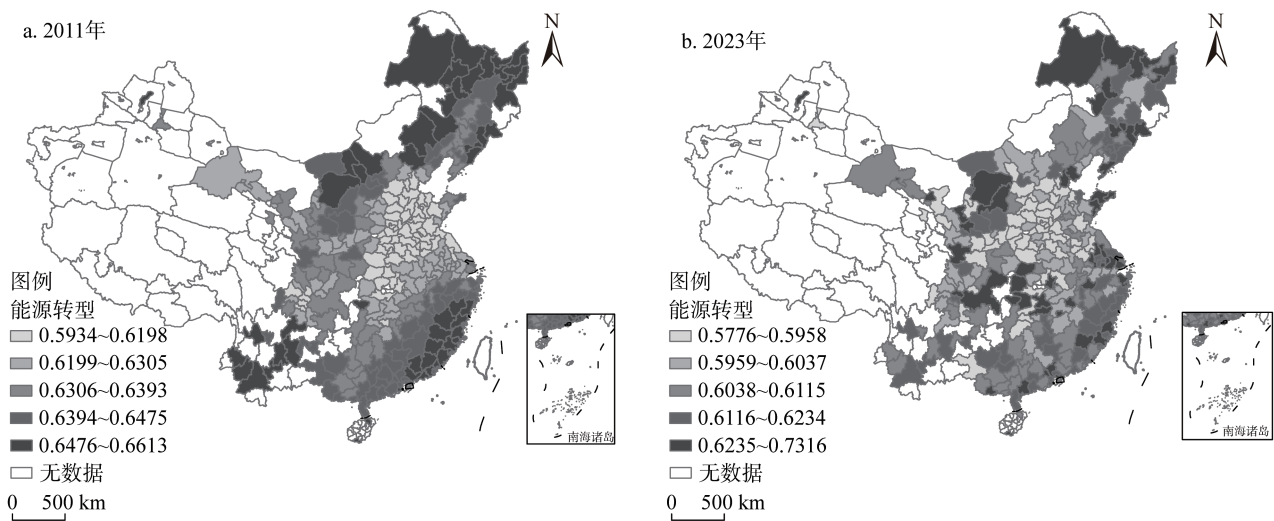 a. 2011年
N
图例
能源转型
0.5934~0.6198
0.6199~0.6305
0.6306~0.6393
0.6394~0.6475
0.6476~0.6613
无数据
0 500 km
南海诸岛
b. 2023年
N
图例
能源转型
0.5776~0.5958
0.5959~0.6037
0.6038~0.6115
0.6116~0.6234
0.6235~0.7316
无数据
0 500 km
南海诸岛